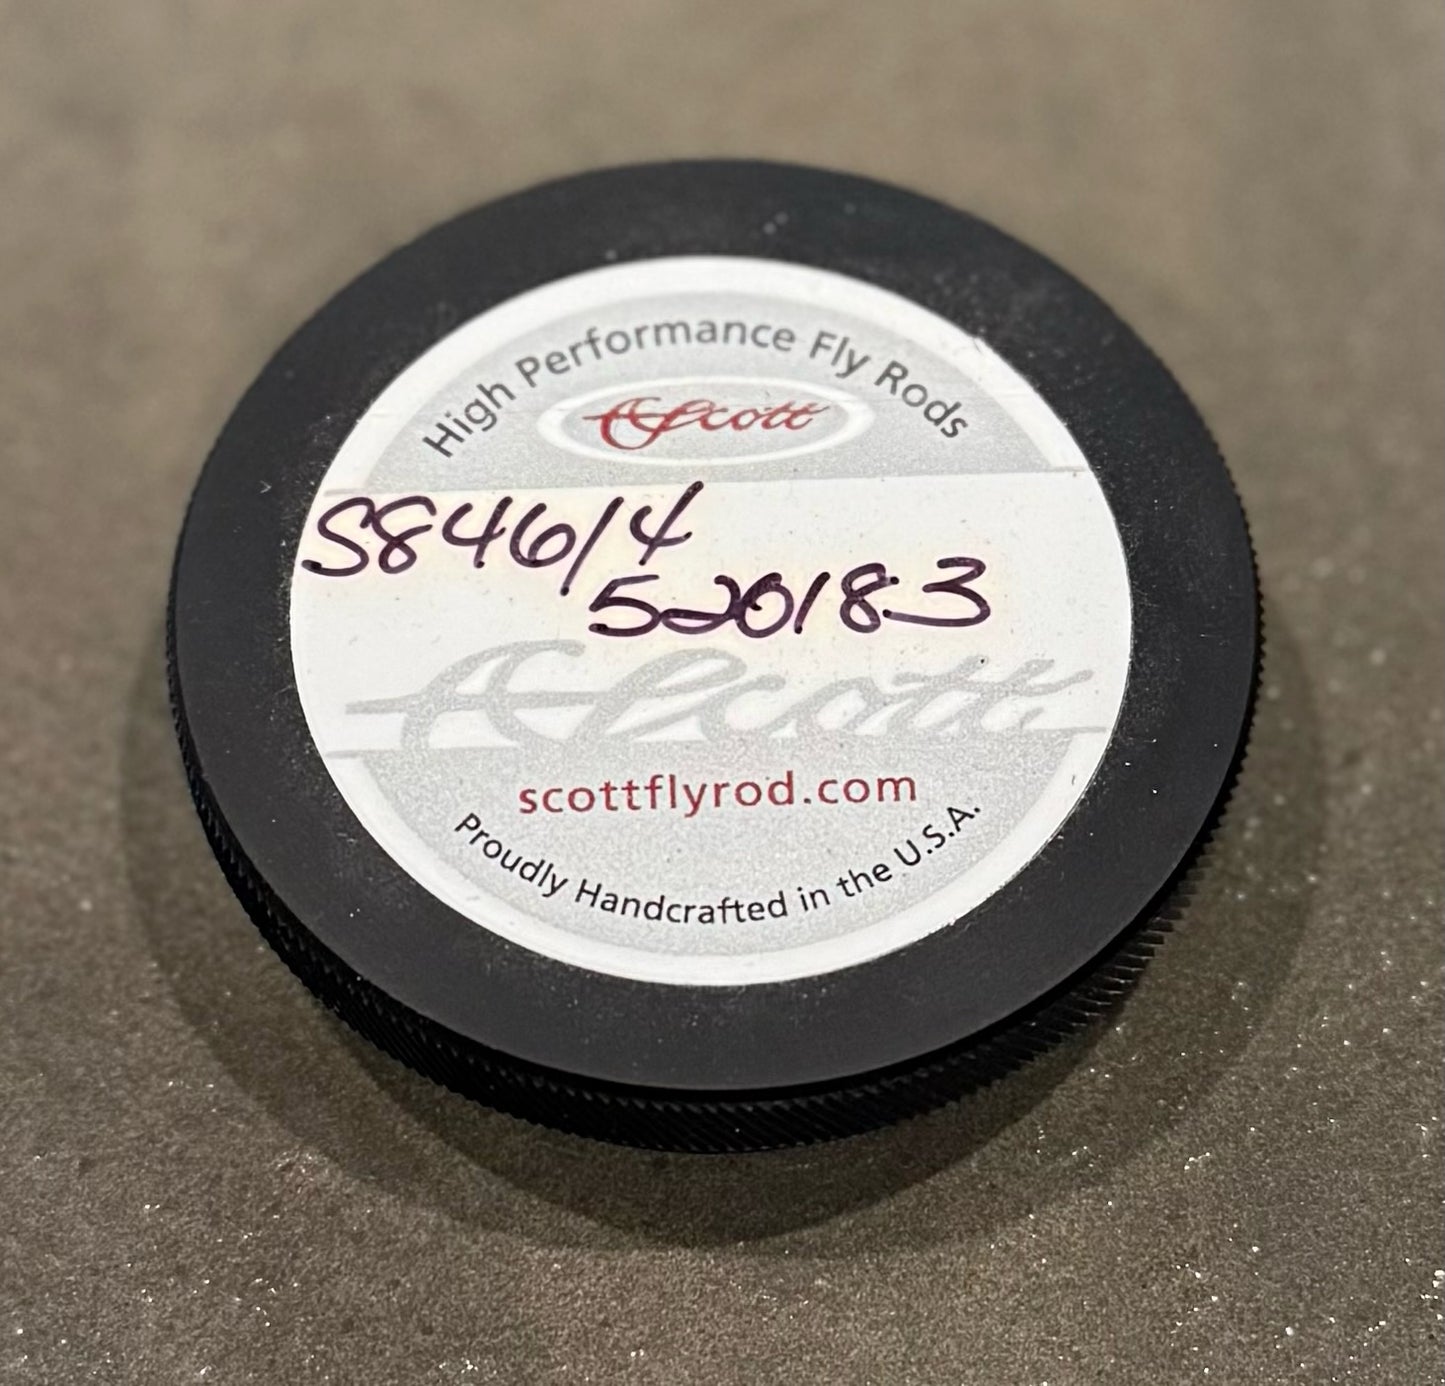 High Performance Fly Rods
Scott
S846/4
520183
Scott
scottflyrod.com
Proudly Handcrafted in the U.S.A.